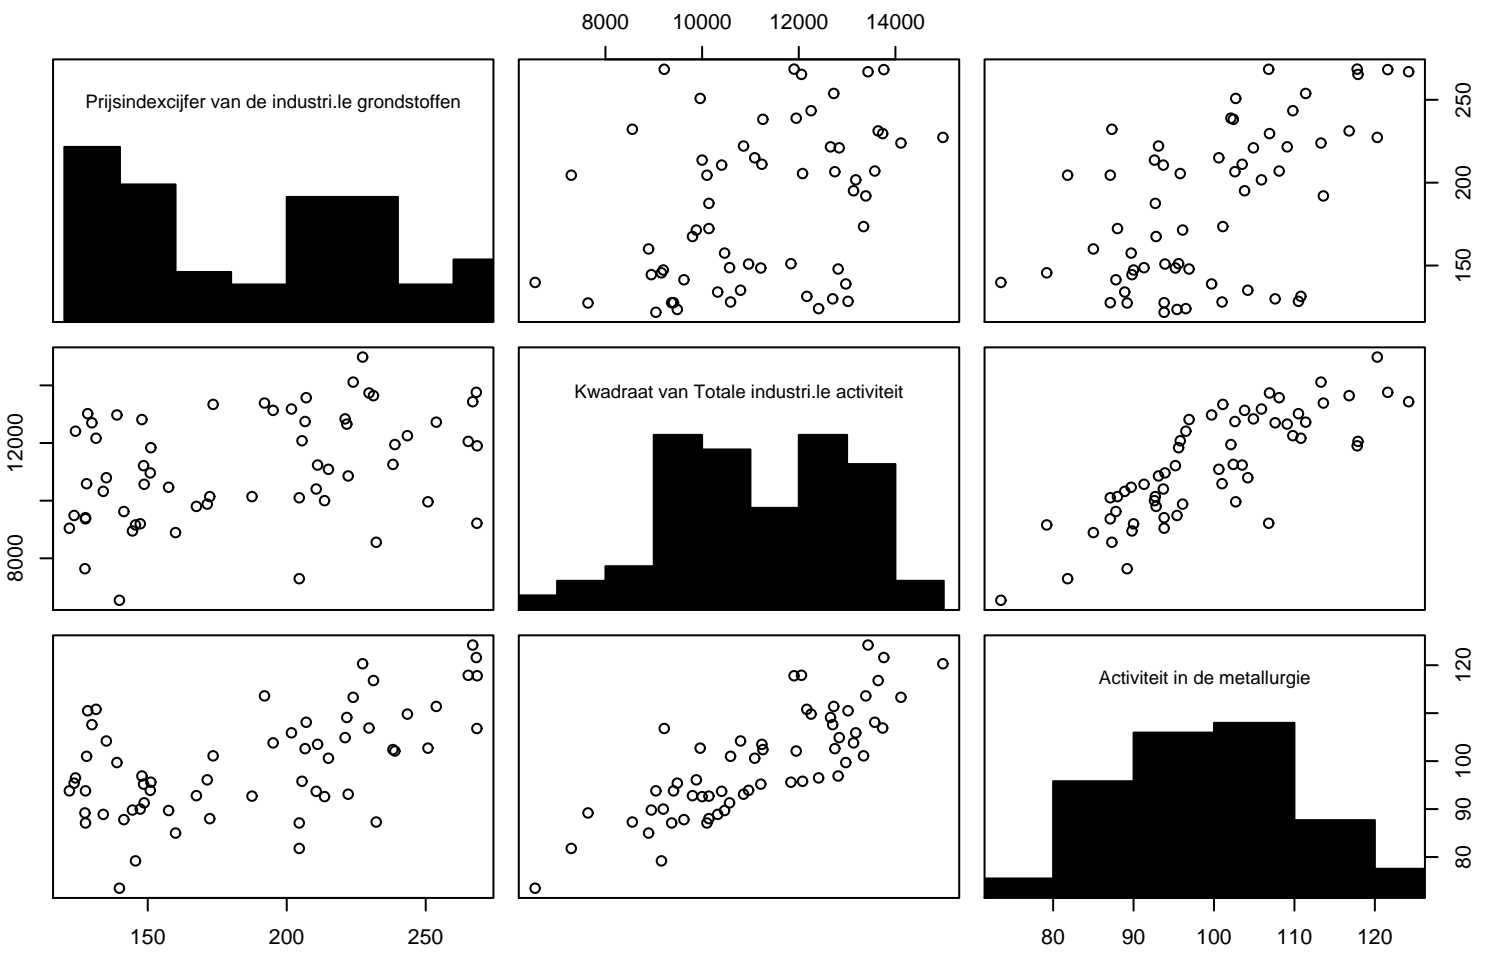 8000 10000 12000 14000
Prijsindexcijfer van de industri.le grondstoffen
150 200 250
8000 12000
Kwadraat van Totale industri.le activiteit
Activiteit in de metallurgie
80 90 100 120
150 200 250
80 90 100 110 120